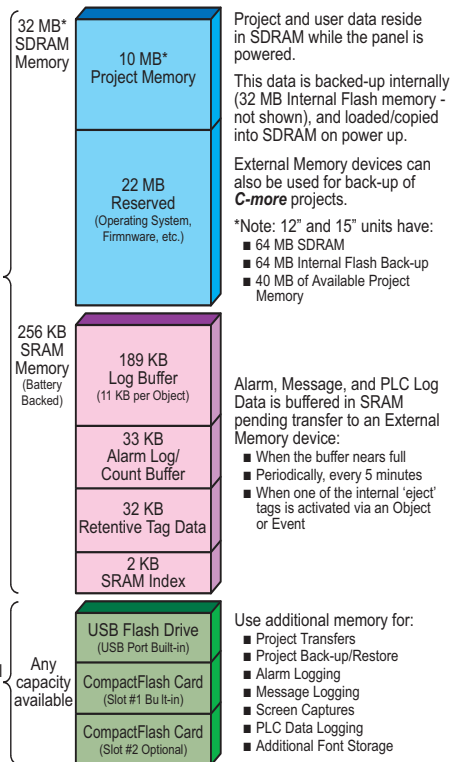 32 MB*
SDRAM
Memory
10 MB*
Project Memory
22 MB
Reserved
(Operating System,
Firmnware, etc.)
Project and user data reside
in SDRAM while the panel is
powered.
This data is backed-up internally
(32 MB Internal Flash memory -
not shown), and loaded/copied
into SDRAM on power up.
External Memory devices can
also be used for back-up of
C-more projects.
*Note: 12” and 15” units have:
■ 64 MB SDRAM
■ 64 MB Internal Flash Back-up
■ 40 MB of Available Project
Memory
256 KB
SRAM
Memory
(Battery
Backed)
189 KB
Log Buffer
(11 KB per Object)
33 KB
Alarm Log/
Count Buffer
32 KB
Retentive Tag Data
2 KB
SRAM Index
Alarm, Message, and PLC Log
Data is buffered in SRAM
pending transfer to an External
Memory device:
■ When the buffer nears full
■ Periodically, every 5 minutes
■ When one of the internal ‘eject’
tags is activated via an Object
or Event
Any
capacity
available
USB Flash Drive
(USB Port Built-in)
CompactFlash Card
(Slot #1 Bu lt-in)
CompactFlash Card
(Slot #2 Optional)
Use additional memory for:
■ Project Transfers
■ Project Back-up/Restore
■ Alarm Logging
■ Message Logging
■ Screen Captures
■ PLC Data Logging
■ Additional Font Storage